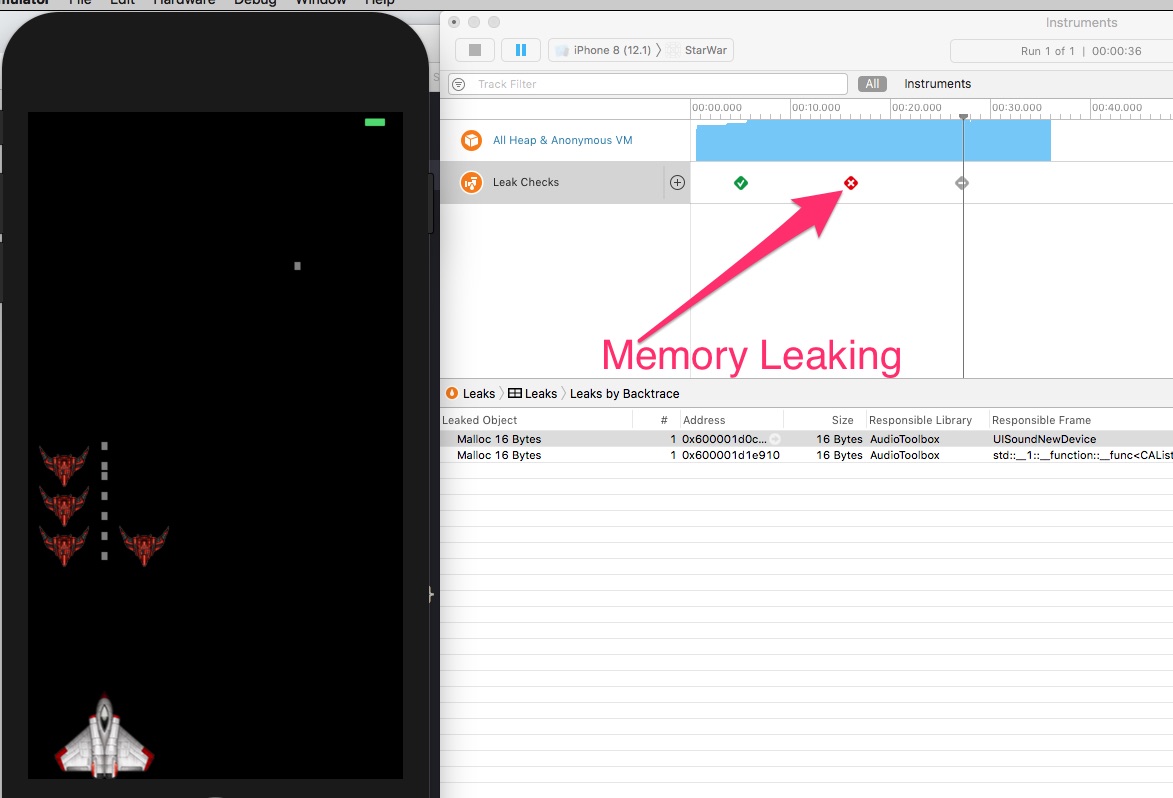 File Edit Hardware Debug Window Help
Instruments
iPhone 8 (12.1) 〉 StarWar
Run 1 of 1 | 00:00:36
Track Filter
All Instruments
00:00.000 00:10.000 00:20.000 00:30.000 00:40.000
All Heap & Anonymous VM
Leak Checks
Memory Leaking
Leaks 〉 Leaks 〉 Leaks by Backtrace
Leaked Object # Address Size Responsible Library Responsible Frame
Malloc 16 Bytes 1 0x600001d0c... 16 Bytes AudioToolbox UISoundNewDevice
Malloc 16 Bytes 1 0x600001d1e910 16 Bytes AudioToolbox std::__1::__function::__func<CAList